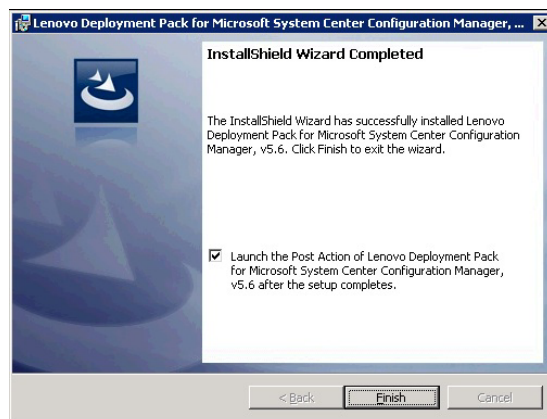 Lenovo Deployment Pack for Microsoft System Center Configuration Manager, ...
InstallShield Wizard Completed
The InstallShield Wizard has successfully installed Lenovo
Deployment Pack for Microsoft System Center Configuration
Manager, v5.6. Click Finish to exit the wizard.
Launch the Post Action of Lenovo Deployment Pack
for Microsoft System Center Configuration Manager,
v5.6 after the setup completes.
< Back Finish Cancel